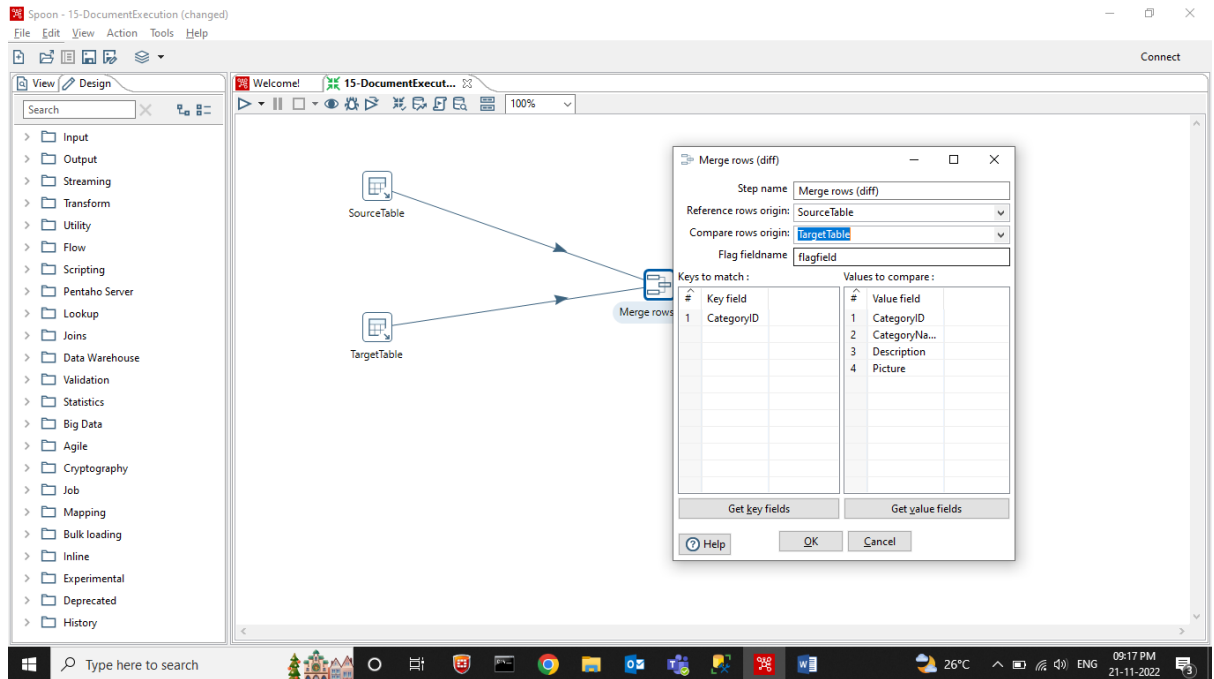 Spoon - 15-DocumentExecution (changed)
File Edit View Action Tools Help
Connect
View Design
Search
Input
Output
Streaming
Transform
Utility
Flow
Scripting
Pentaho Server
Lookup
Joins
Data Warehouse
Validation
Statistics
Big Data
Agile
Cryptography
Job
Mapping
Bulk loading
Inline
Experimental
Deprecated
History
Welcome! 15-DocumentExecut...
100%
SourceTable
TargetTable
Merge rows
Merge rows (diff)
Step name Merge rows (diff)
Reference rows origin: SourceTable
Compare rows origin: TargetTable
Flag fieldname flagfield
Keys to match :
# Key field
1 CategoryID
Values to compare :
# Value field
1 CategoryID
2 CategoryNa...
3 Description
4 Picture
Get key fields Get value fields
Help OK Cancel
Type here to search
26°C ENG 09:17 PM
21-11-2022
3